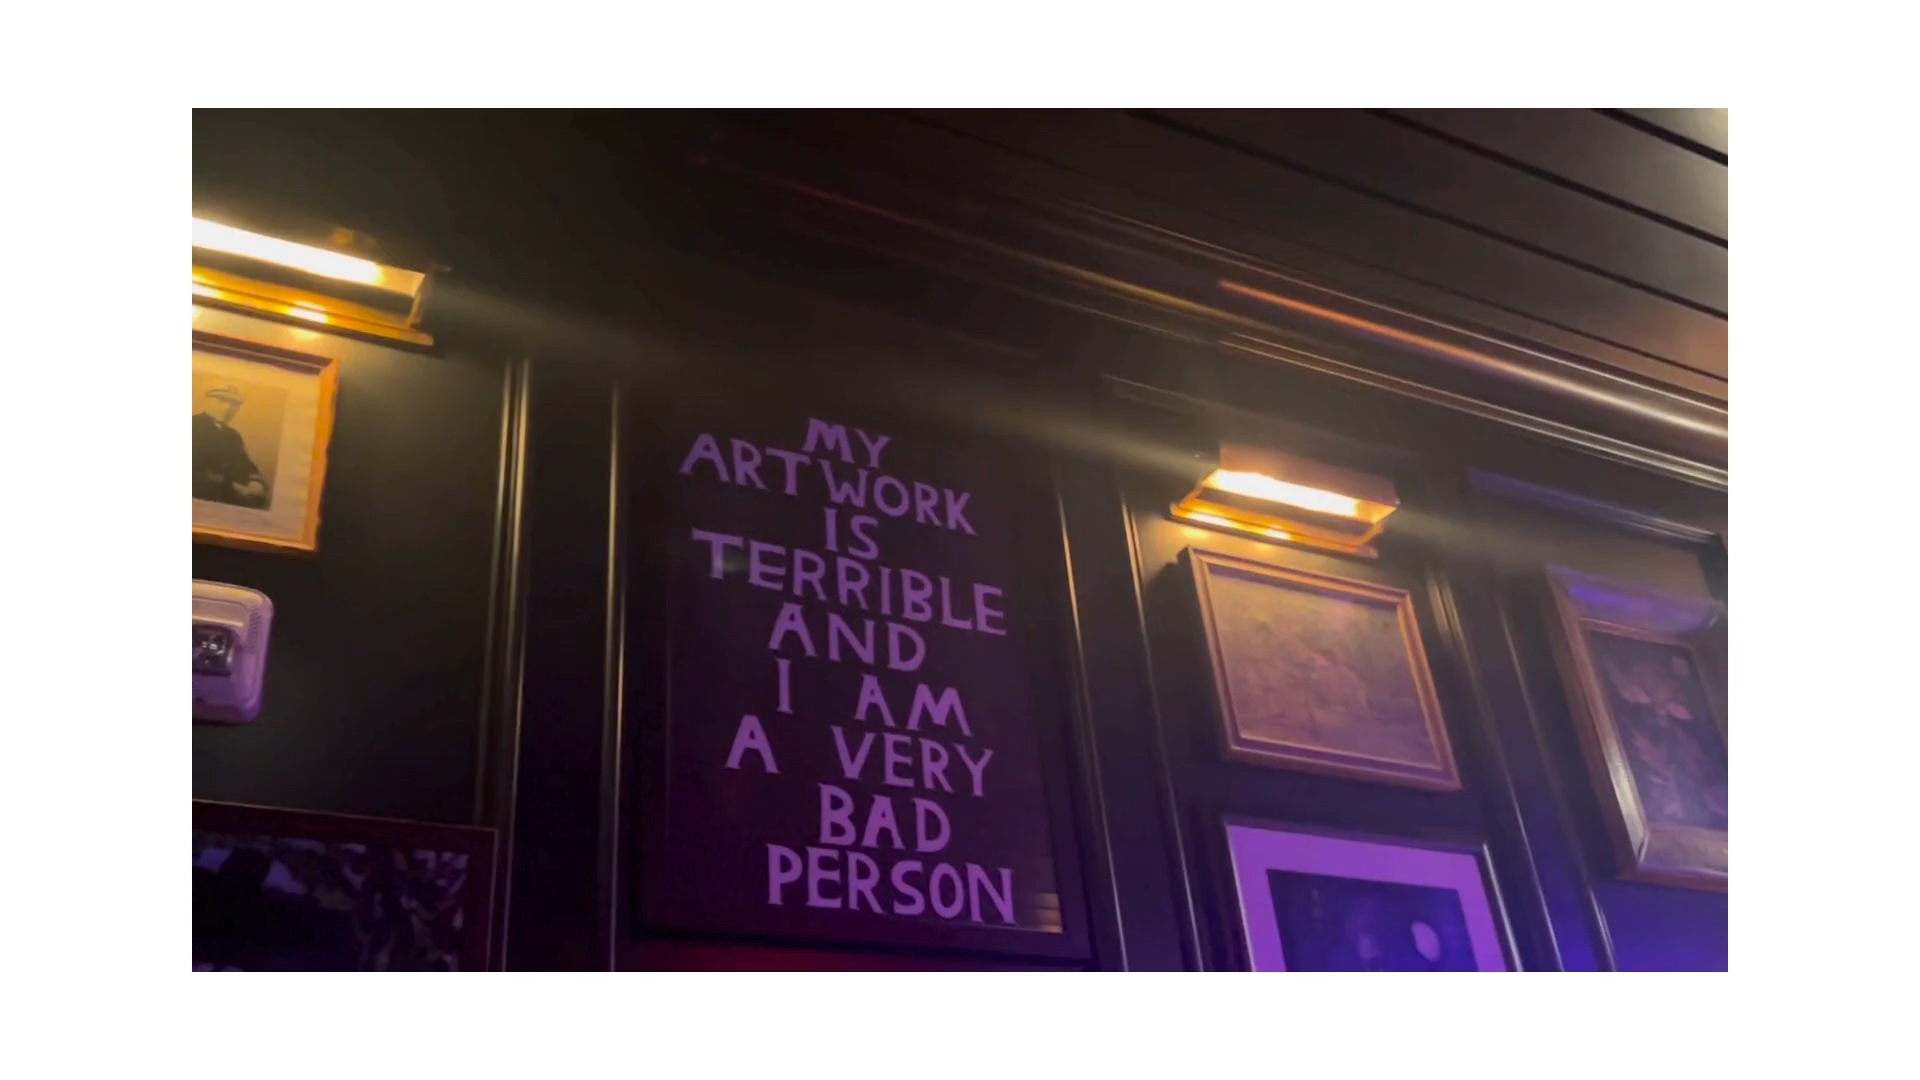 MY
ARTWORK
IS
TERRIBLE
AND
I AM
A VERY
BAD
PERSON